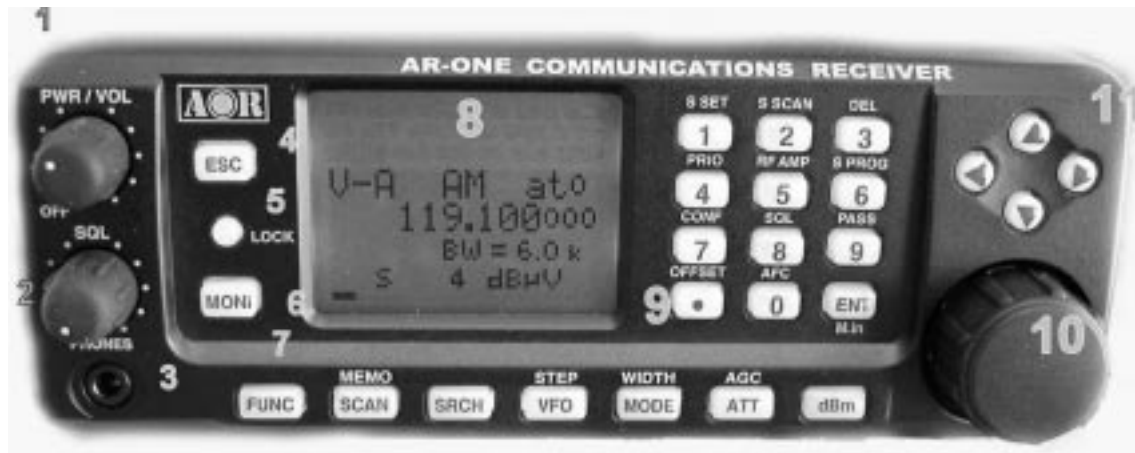 1
AR-ONE COMMUNICATIONS RECEIVER
11
PWR / VOL
OFF
AOR
4
ESC
5
LOCK
2
SQL
6
MONi
PHONES
3
7
8
V-A AM ato
119.100000
BW = 6.0 k
S 4 dBµV
S SET S SCAN DEL
1 2 3
PRIO RF AMP S PROG
4 5 6
CONF SQL PASS
7 8 9
OFFSET AFC
9
• 0 ENT
M.in
10
MEMO STEP WIDTH AGC
FUNC SCAN SRCH VFO MODE ATT dBm